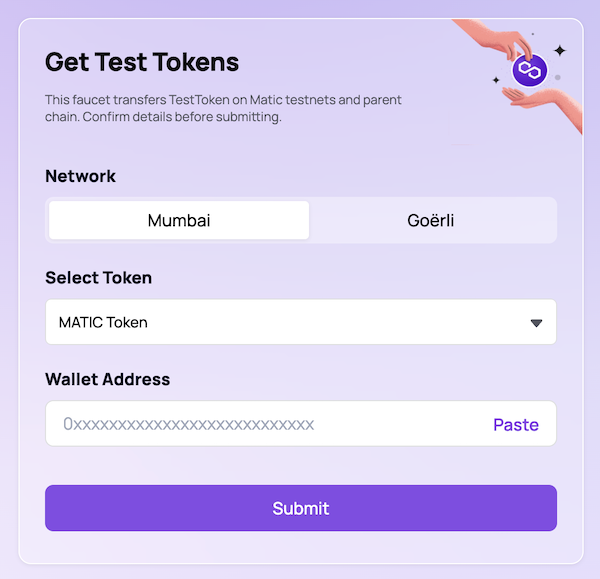 Get Test Tokens
This faucet transfers TestToken on Matic testnets and parent
chain. Confirm details before submitting.
Network
Mumbai Goërli
Select Token
MATIC Token
Wallet Address
0xxxxxxxxxxxxxxxxxxxxxxxxxxx Paste
Submit